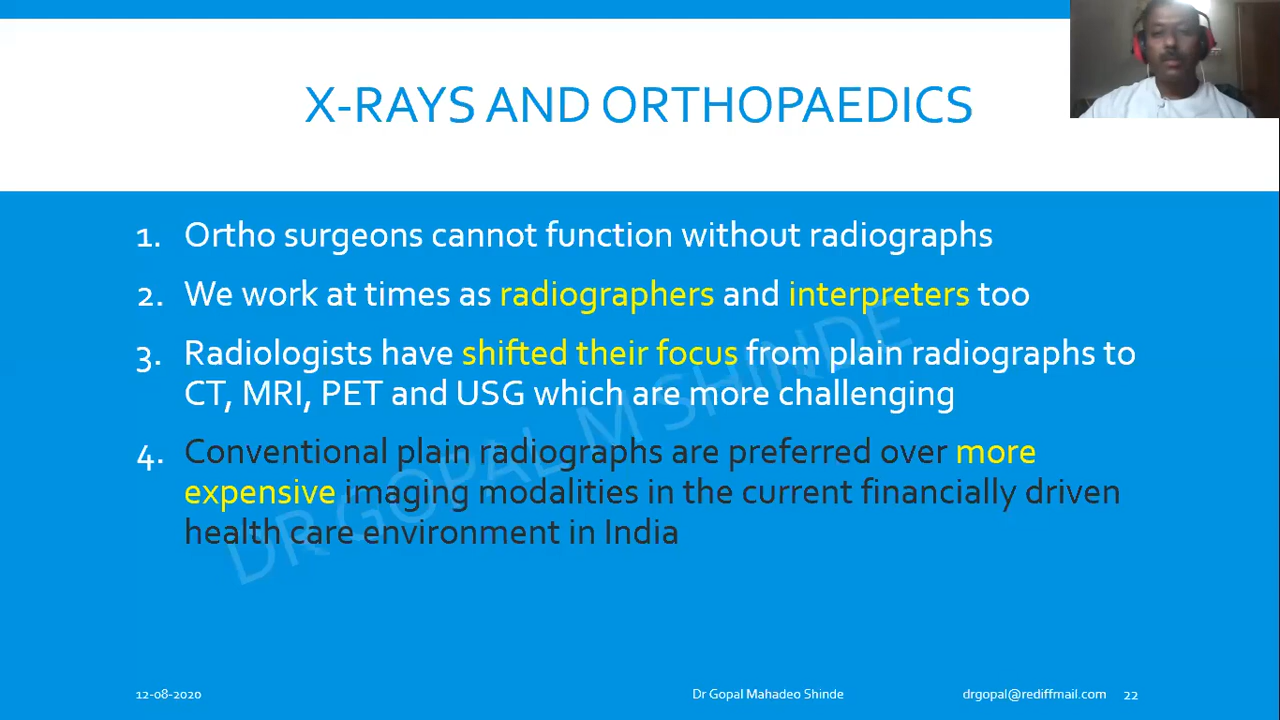 X-RAYS AND ORTHOPAEDICS
1. Ortho surgeons cannot function without radiographs
2. We work at times as radiographers and interpreters too
3. Radiologists have shifted their focus from plain radiographs to
CT, MRI, PET and USG which are more challenging
4. Conventional plain radiographs are preferred over more
expensive imaging modalities in the current financially driven
health care environment in India
DR GOPAL M SHINDE
12-08-2020 Dr Gopal Mahadeo Shinde drgopal@rediffmail.com 22